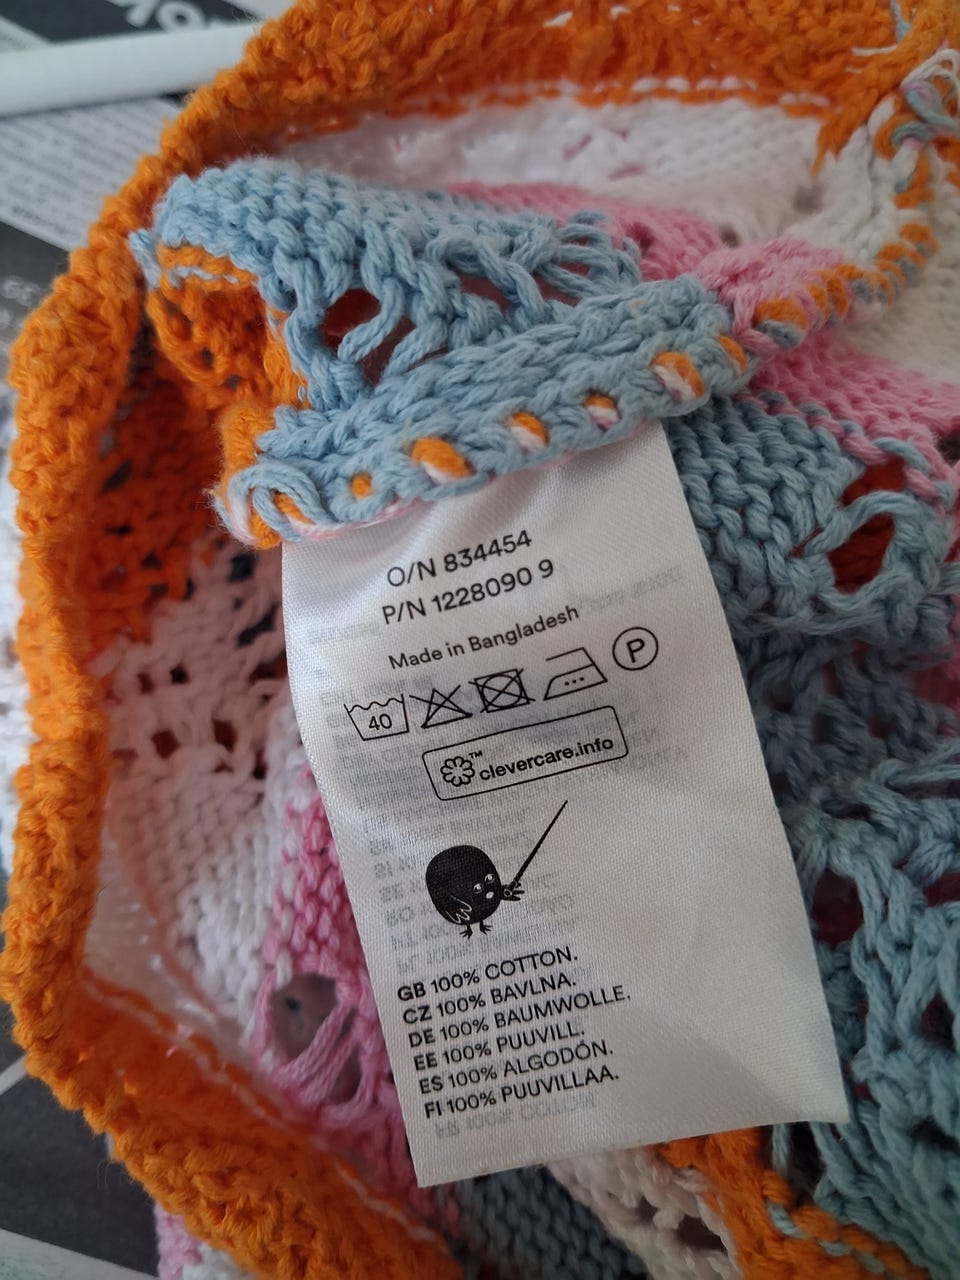 O/N 834454
P/N 1228090 9
Made in Bangladesh
40 P
™ clevercare.info
GB 100% COTTON.
CZ 100% BAVLNA.
DE 100% BAUMWOLLE.
EE 100% PUUVILL.
ES 100% ALGODÓN.
FI 100% PUUVILLAA.